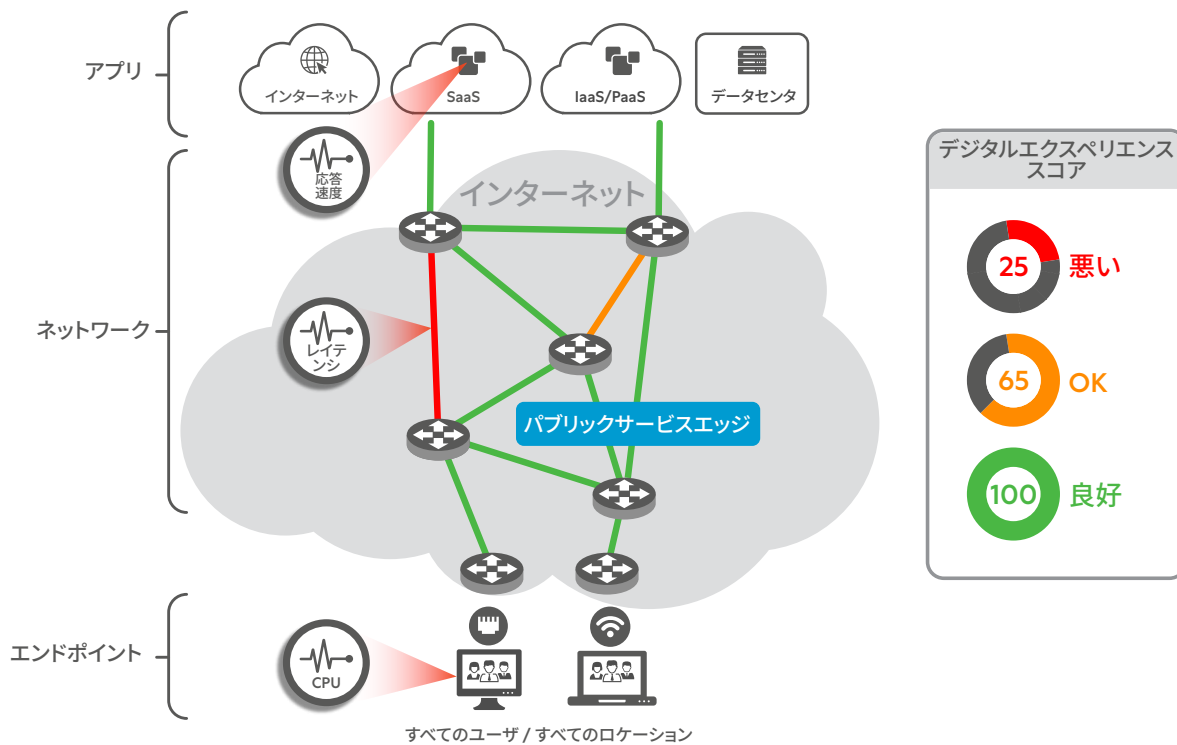 アプリ
インターネット
SaaS
IaaS/PaaS
データセンタ
応答
速度
インターネット
ネットワーク
レイテ
ンシ
パブリックサービスエッジ
エンドポイント
CPU
すべてのユーザ / すべてのロケーション
デジタルエクスペリエンス
スコア
25 悪い
65 OK
100 良好